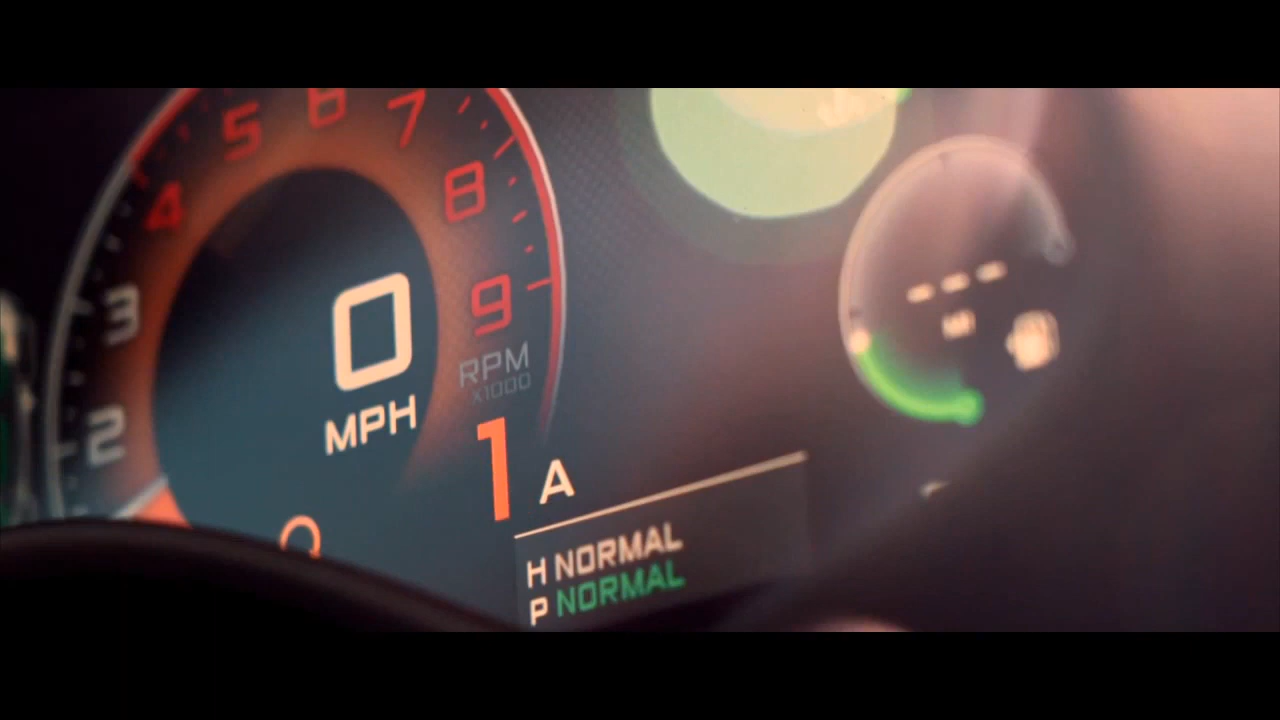 5 6 7
4 8
3 9
2
0
MPH
RPM
X1000
1 A
H NORMAL
P NORMAL